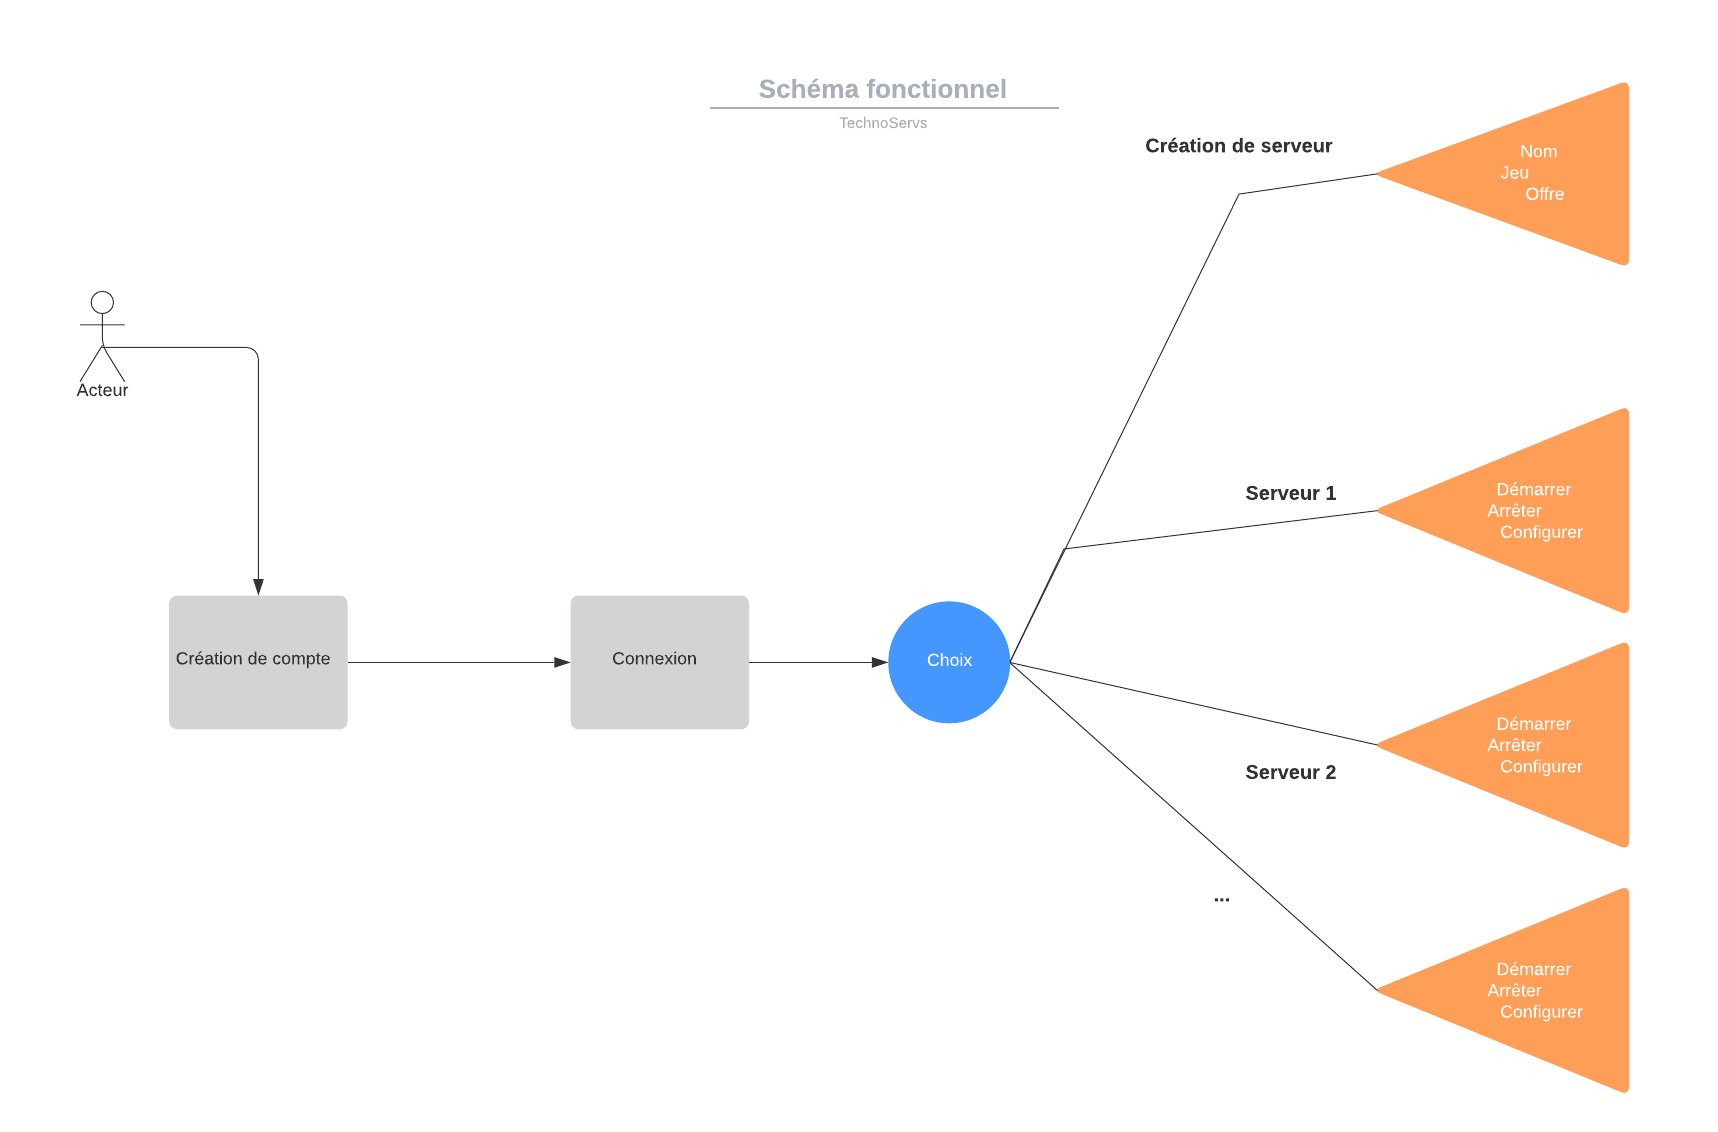 Schéma fonctionnel
TechnoServs
Création de serveur
Nom
Jeu
Offre
Acteur
Serveur 1
Démarrer
Arrêter
Configurer
Création de compte
Connexion
Choix
Serveur 2
Démarrer
Arrêter
Configurer
...
Démarrer
Arrêter
Configurer